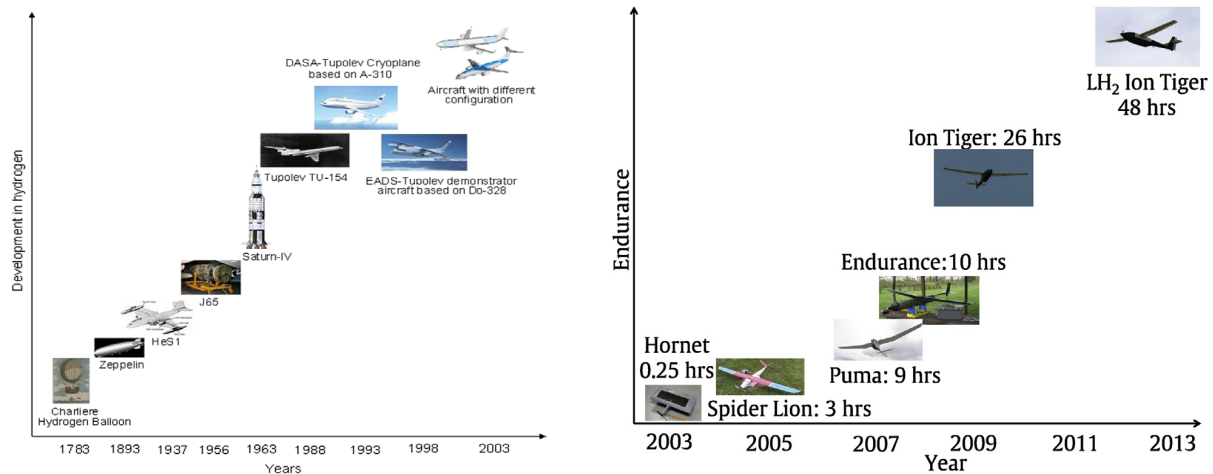 Development in hydrogen
DASA-Tupolev Cryoplane
based on A-310
Aircraft with different
configuration
Tupolev TU-154
EADS-Tupolev demonstrator
aircraft based on Do-328
Saturn-IV
J65
HeS1
Zeppelin
Charliere
Hydrogen Balloon
1783 1893 1937 1956 1963 1988 1993 1998 2003
Years
Endurance
LH₂ Ion Tiger
48 hrs
Ion Tiger: 26 hrs
Endurance:10 hrs
Hornet
0.25 hrs
Puma: 9 hrs
Spider Lion: 3 hrs
2003 2005 2007 2009 2011 2013
Year